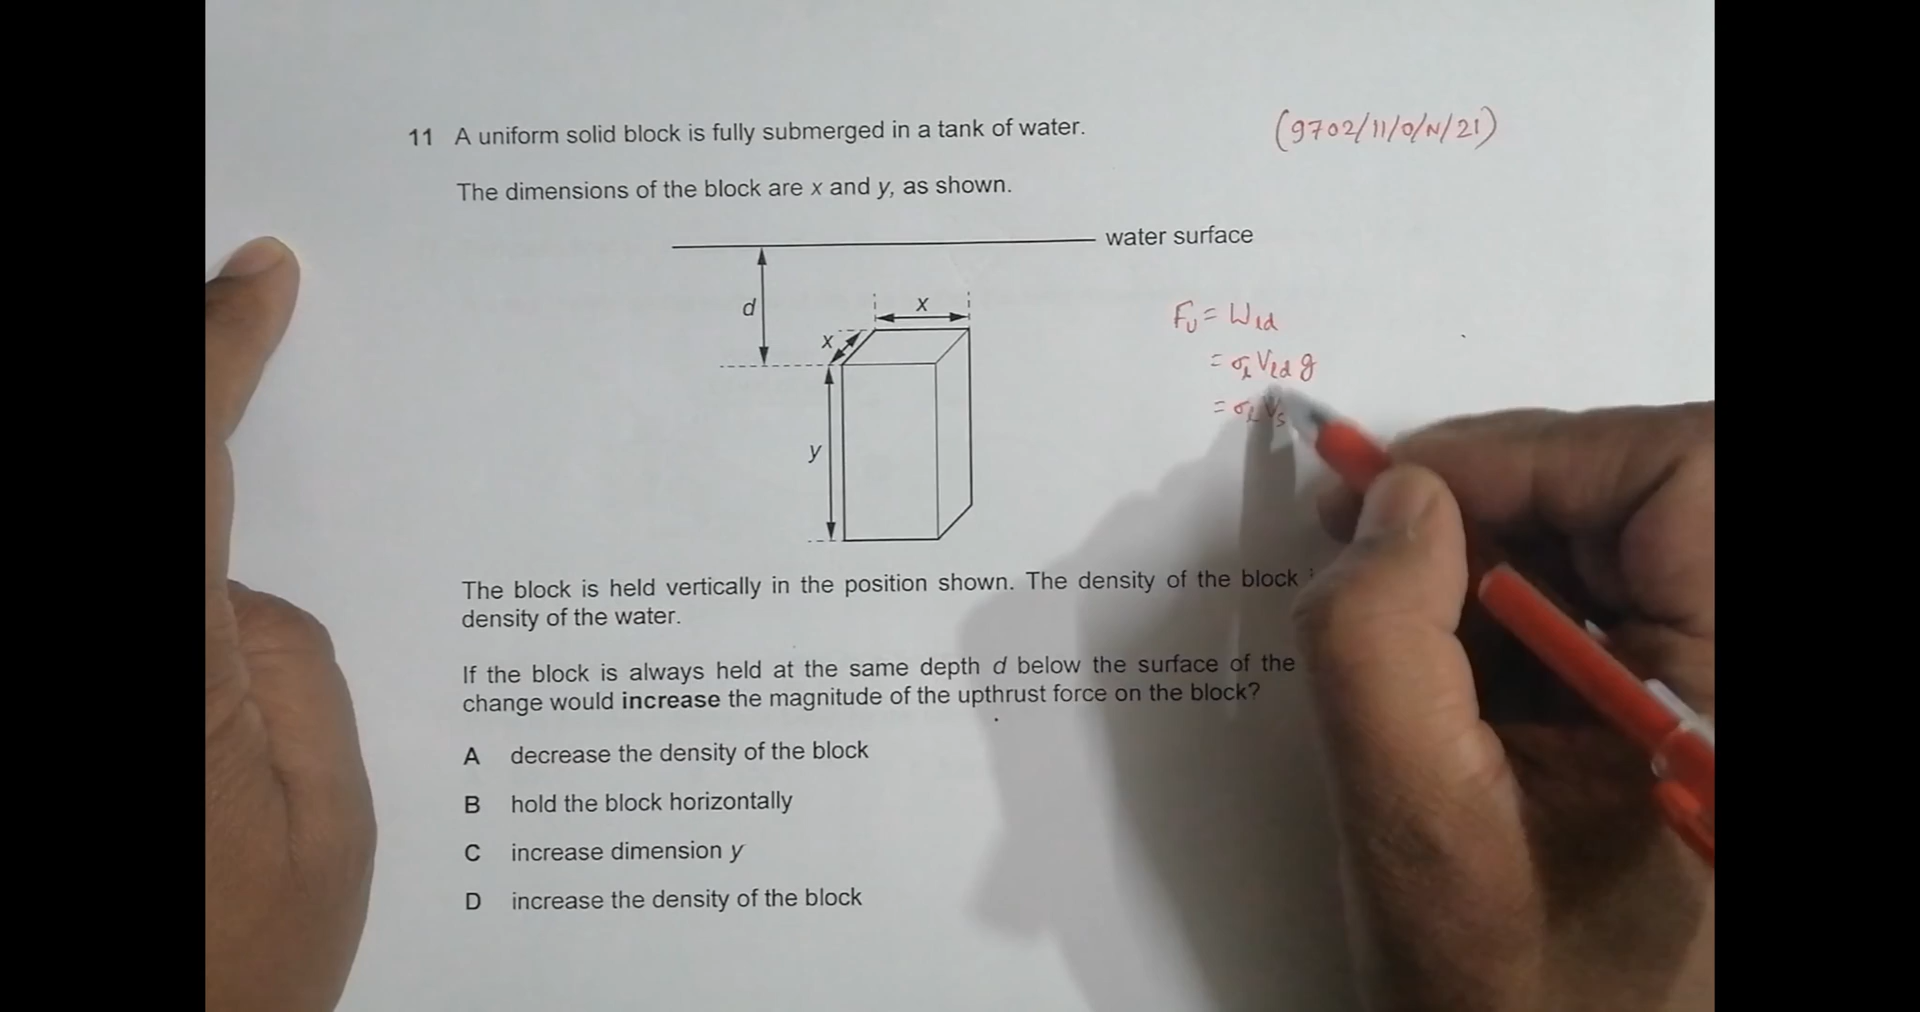 11 A uniform solid block is fully submerged in a tank of water.
(9702/11/O/N/21)
The dimensions of the block are x and y, as shown.
water surface
d
x
x
y
Fᵤ = Wₗd
= σₗ Vₗd g
= σₗ Vₛ
The block is held vertically in the position shown. The density of the block
density of the water.
If the block is always held at the same depth d below the surface of the
change would increase the magnitude of the upthrust force on the block?
A decrease the density of the block
B hold the block horizontally
C increase dimension y
D increase the density of the block